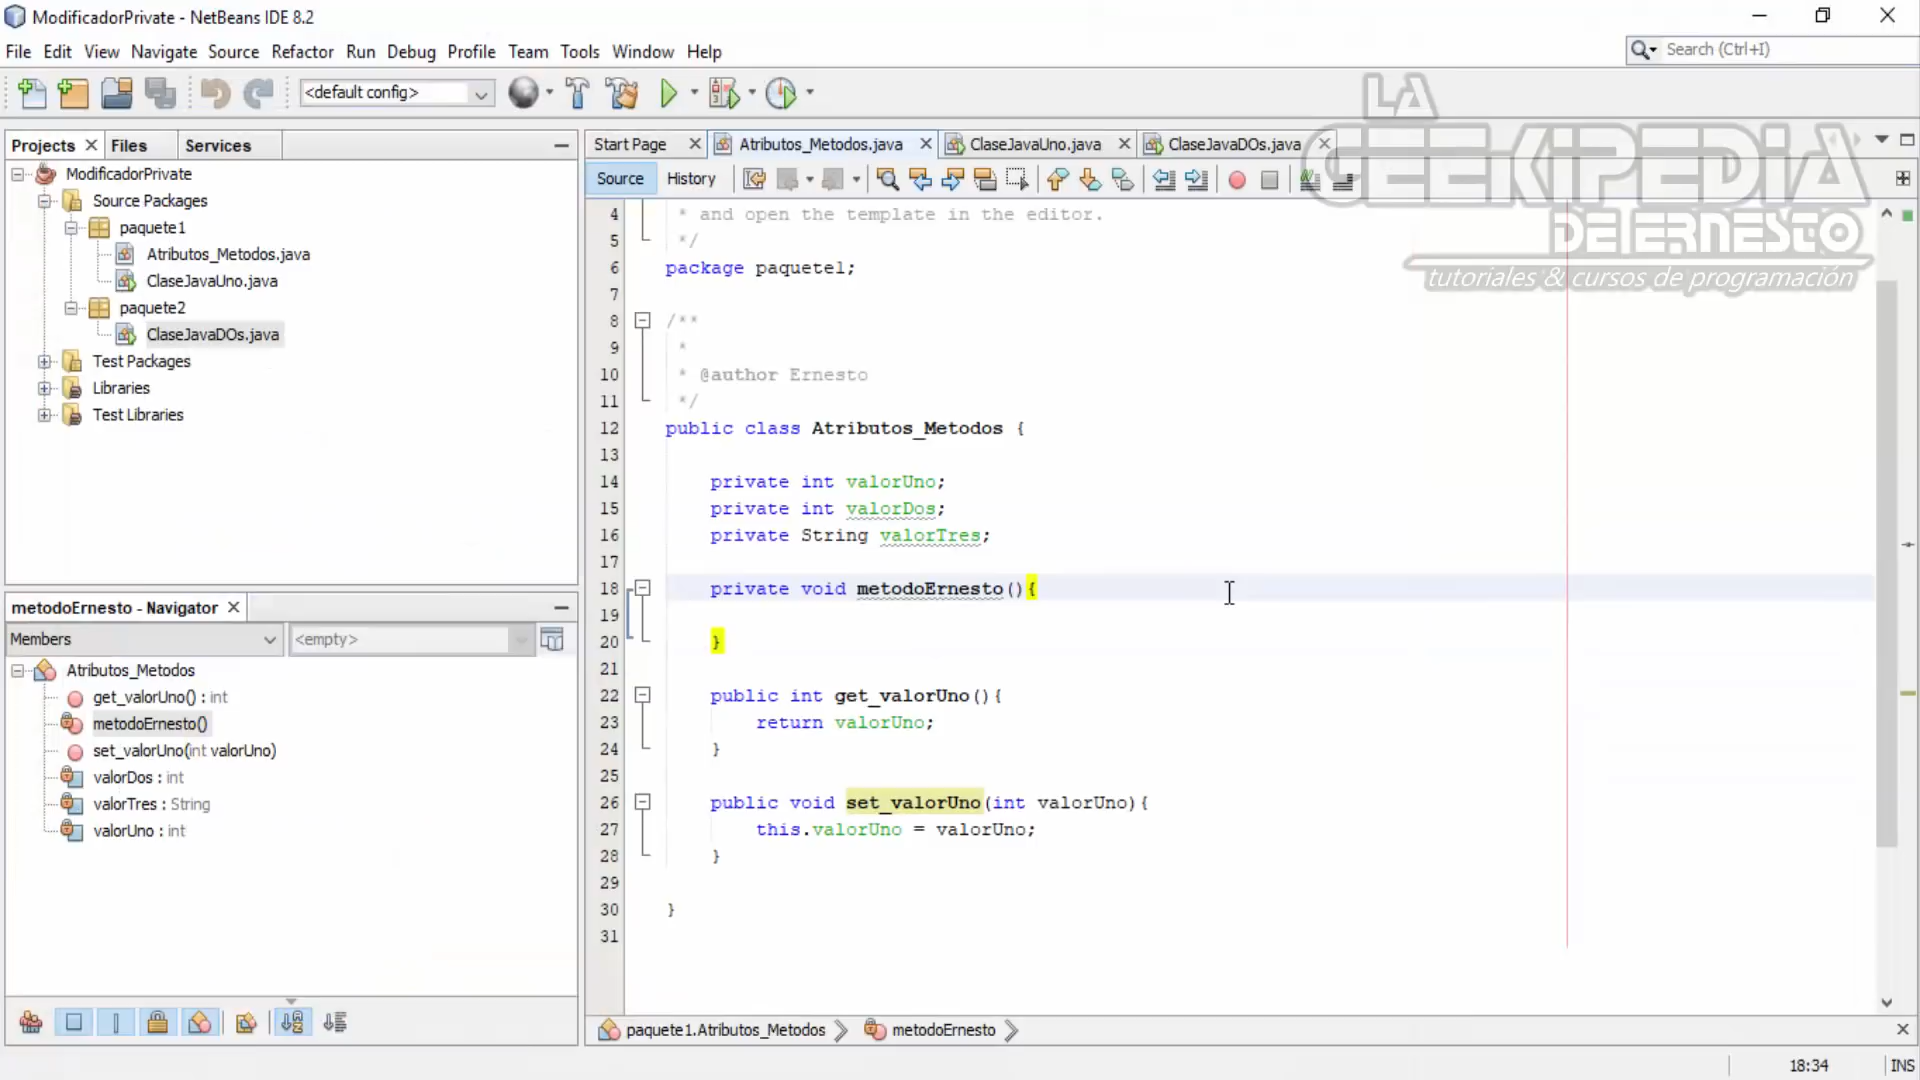 ModificadorPrivate - NetBeans IDE 8.2
File Edit View Navigate Source Refactor Run Debug Profile Team Tools Window Help
Search (Ctrl+I)
<default config>
LA
GEEKIPEDIA
DE ERNESTO
tutoriales & cursos de programación
Projects Files Services
ModificadorPrivate
Source Packages
paquete1
Atributos_Metodos.java
ClaseJavaUno.java
paquete2
ClaseJavaDOs.java
Test Packages
Libraries
Test Libraries
metodoErnesto - Navigator
Members <empty>
Atributos_Metodos
get_valorUno() : int
metodoErnesto()
set_valorUno(int valorUno)
valorDos : int
valorTres : String
valorUno : int
Start Page Atributos_Metodos.java ClaseJavaUno.java ClaseJavaDOs.java
Source History
4 * and open the template in the editor.
5 */
6 package paquete1;
7
8 /**
9 *
10 * @author Ernesto
11 */
12 public class Atributos_Metodos {
13
14 private int valorUno;
15 private int valorDos;
16 private String valorTres;
17
18 private void metodoErnesto(){
19
20 }
21
22 public int get_valorUno(){
23 return valorUno;
24 }
25
26 public void set_valorUno(int valorUno){
27 this.valorUno = valorUno;
28 }
29
30 }
31
paquete1.Atributos_Metodos metodoErnesto
18:34 INS